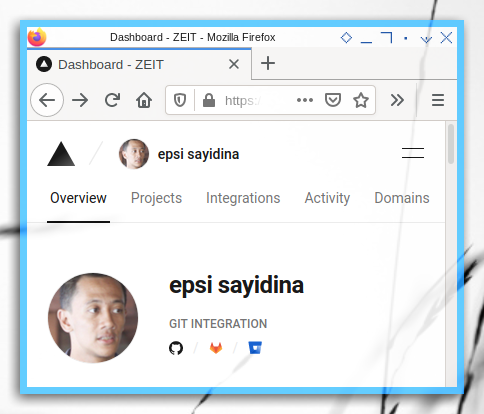 Dashboard - ZEIT - Mozilla Firefox
Dashboard - ZEIT
https:/
epsi sayidina
Overview Projects Integrations Activity Domains
epsi sayidina
GIT INTEGRATION